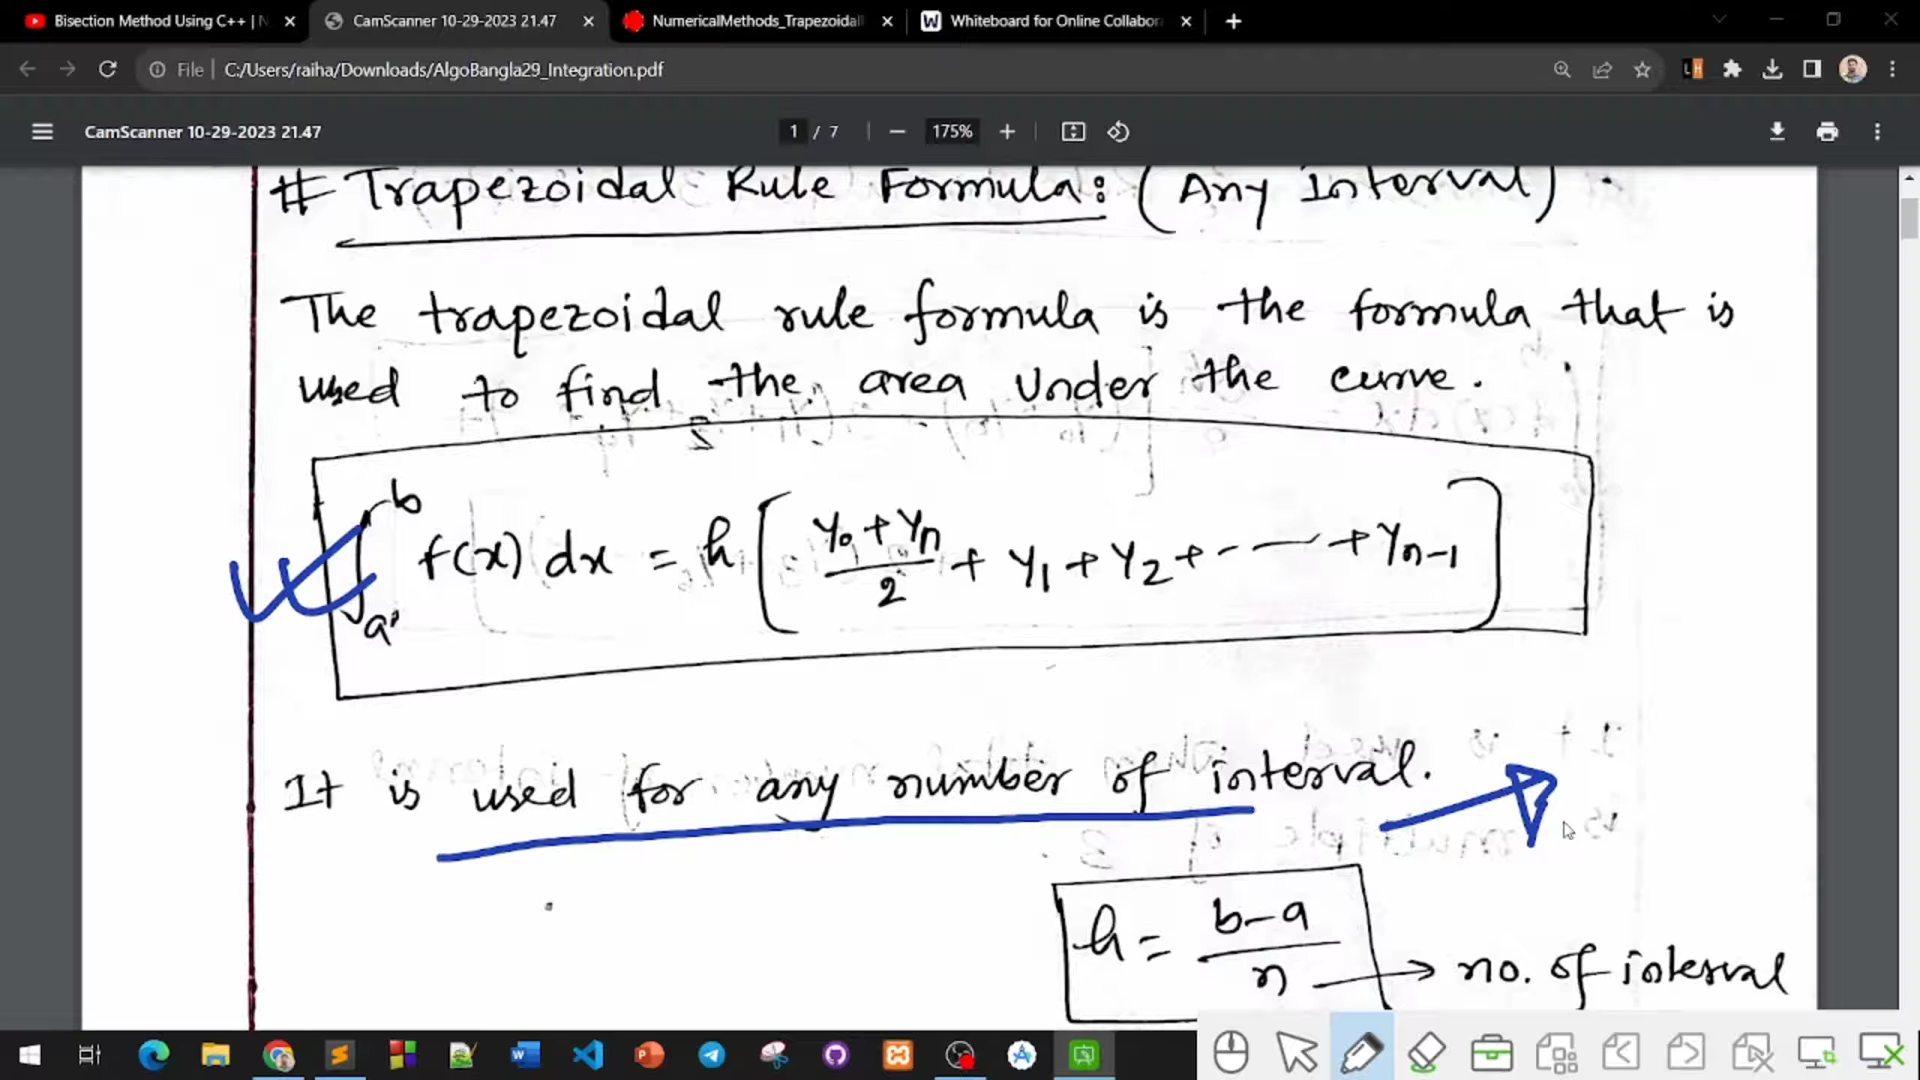 Bisection Method Using C++ | N
CamScanner 10-29-2023 21.47
NumericalMethods_Trapezoidal
Whiteboard for Online Collabor
File
C:/Users/raiha/Downloads/AlgoBangla29_Integration.pdf
CamScanner 10-29-2023 21.47
1 / 7
175%
# Trapezoidal Rule Formula: (Any Interval)
The trapezoidal rule formula is the formula that is
used to find the area under the curve.
∫_a^b f(x) dx = h [ (y₀ + yₙ)/2 + y₁ + y₂ + ---- + yₙ₋₁ ]
It is used for any number of interval.
h = (b-a)/n → no. of interval